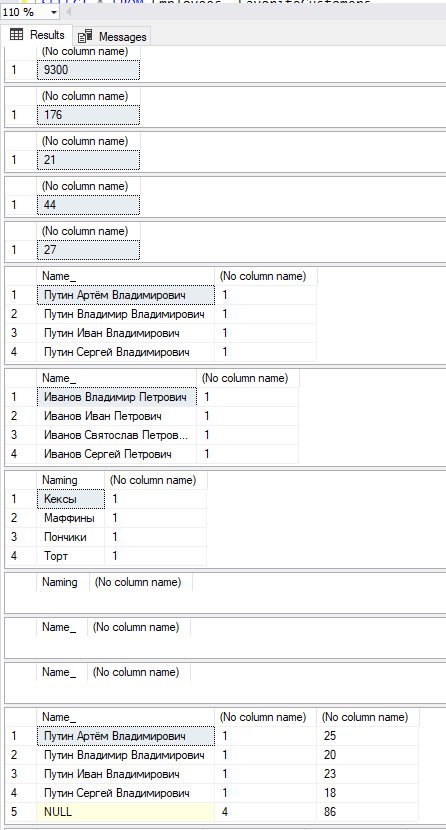 110 %
Results Messages
(No column name)
1 9300
(No column name)
1 176
(No column name)
1 21
(No column name)
1 44
(No column name)
1 27
Name_ (No column name)
1 Путин Артём Владимирович 1
2 Путин Владимир Владимирович 1
3 Путин Иван Владимирович 1
4 Путин Сергей Владимирович 1
Name_ (No column name)
1 Иванов Владимир Петрович 1
2 Иванов Иван Петрович 1
3 Иванов Святослав Петров... 1
4 Иванов Сергей Петрович 1
Naming (No column name)
1 Кексы 1
2 Маффины 1
3 Пончики 1
4 Торт 1
Naming (No column name)
Name_ (No column name)
Name_ (No column name)
Name_ (No column name) (No column name)
1 Путин Артём Владимирович 1 25
2 Путин Владимир Владимирович 1 20
3 Путин Иван Владимирович 1 23
4 Путин Сергей Владимирович 1 18
5 NULL 4 86